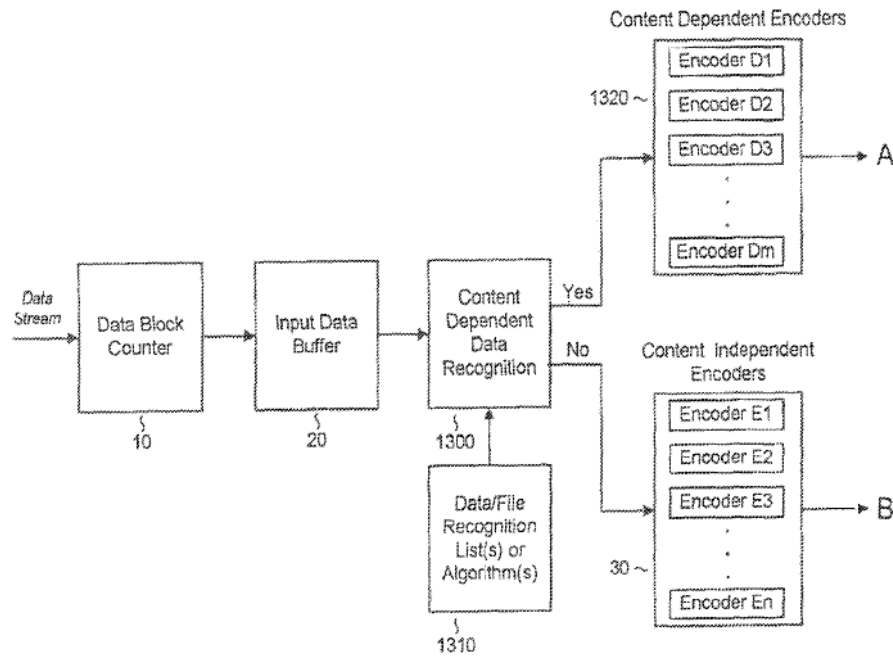 Content Dependent Encoders
Encoder D1
1320
Encoder D2
Encoder D3
A
Encoder Dm
Data
Stream
Data Block
Counter
10
Input Data
Buffer
20
Content
Dependent
Data
Recognition
1300
Yes
No
Content Independent
Encoders
Encoder E1
Encoder E2
Encoder E3
B
30
Encoder En
Data/File
Recognition
List(s) or
Algorithm(s)
1310